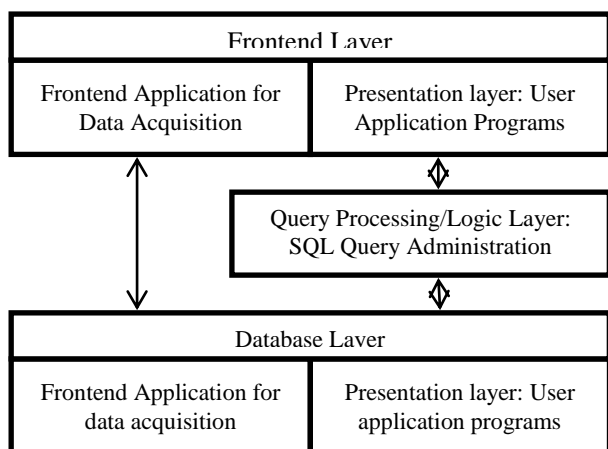 Frontend Layer
Frontend Application for
Data Acquisition
Presentation layer: User
Application Programs
Query Processing/Logic Layer:
SQL Query Administration
Database Layer
Frontend Application for
data acquisition
Presentation layer: User
application programs